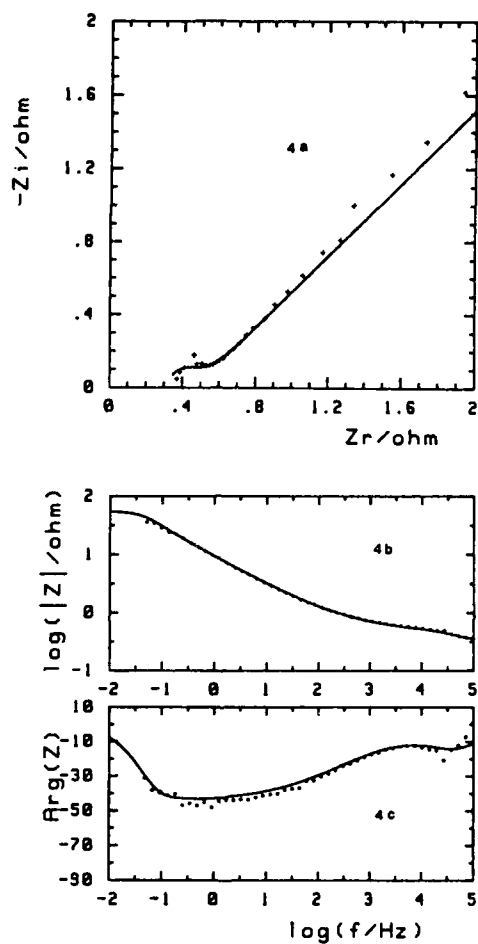 2
1.6
1.2
.8
.4
0
-Zi/ohm
4a
0 .4 .8 1.2 1.6 2
Zr/ohm
2
1
0
-1
log(|Z|/ohm)
4b
-2 -1 0 1 2 3 4 5
10
-10
-30
-50
-70
-90
Arg(Z)
4c
-2 -1 0 1 2 3 4 5
log(f/Hz)